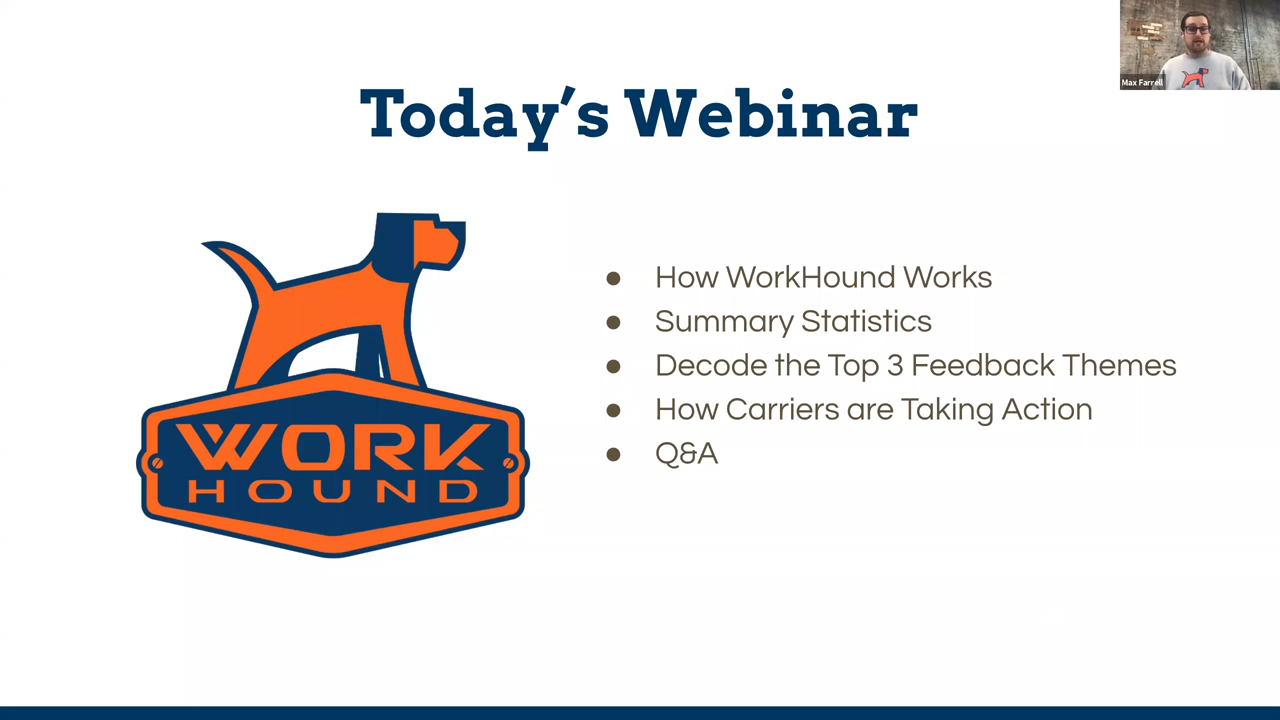 Max Farrell
Today's Webinar
WORK
HOUND
● How WorkHound Works
● Summary Statistics
● Decode the Top 3 Feedback Themes
● How Carriers are Taking Action
● Q&A